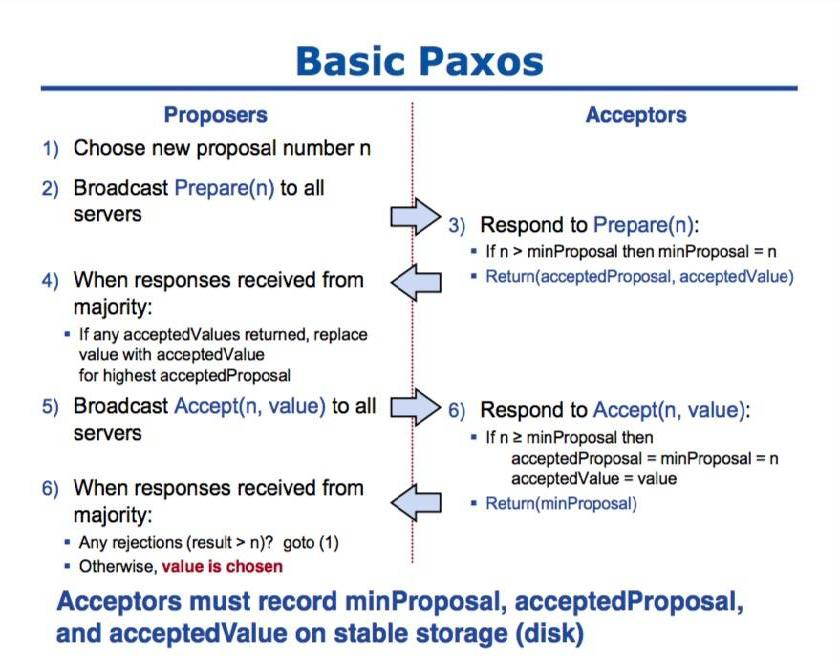 Basic Paxos
Proposers
Acceptors
1) Choose new proposal number n
2) Broadcast Prepare(n) to all
servers
3) Respond to Prepare(n):
▪ If n > minProposal then minProposal = n
▪ Return(acceptedProposal, acceptedValue)
4) When responses received from
majority:
▪ If any acceptedValues returned, replace
value with acceptedValue
for highest acceptedProposal
5) Broadcast Accept(n, value) to all
servers
6) Respond to Accept(n, value):
▪ If n ≥ minProposal then
acceptedProposal = minProposal = n
acceptedValue = value
▪ Return(minProposal)
6) When responses received from
majority:
▪ Any rejections (result > n)? goto (1)
▪ Otherwise, value is chosen
Acceptors must record minProposal, acceptedProposal,
and acceptedValue on stable storage (disk)